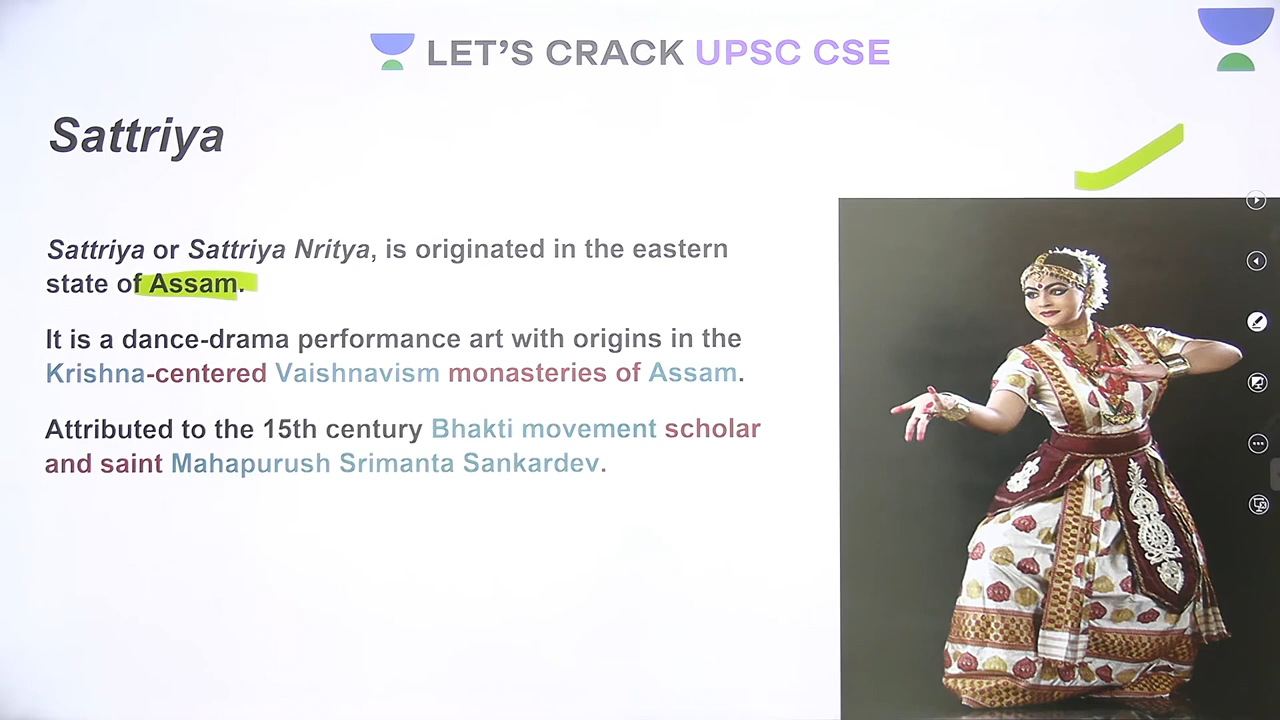 LET'S CRACK UPSC CSE
Sattriya
Sattriya or Sattriya Nritya, is originated in the eastern
state of Assam.
It is a dance-drama performance art with origins in the
Krishna-centered Vaishnavism monasteries of Assam.
Attributed to the 15th century Bhakti movement scholar
and saint Mahapurush Srimanta Sankardev.